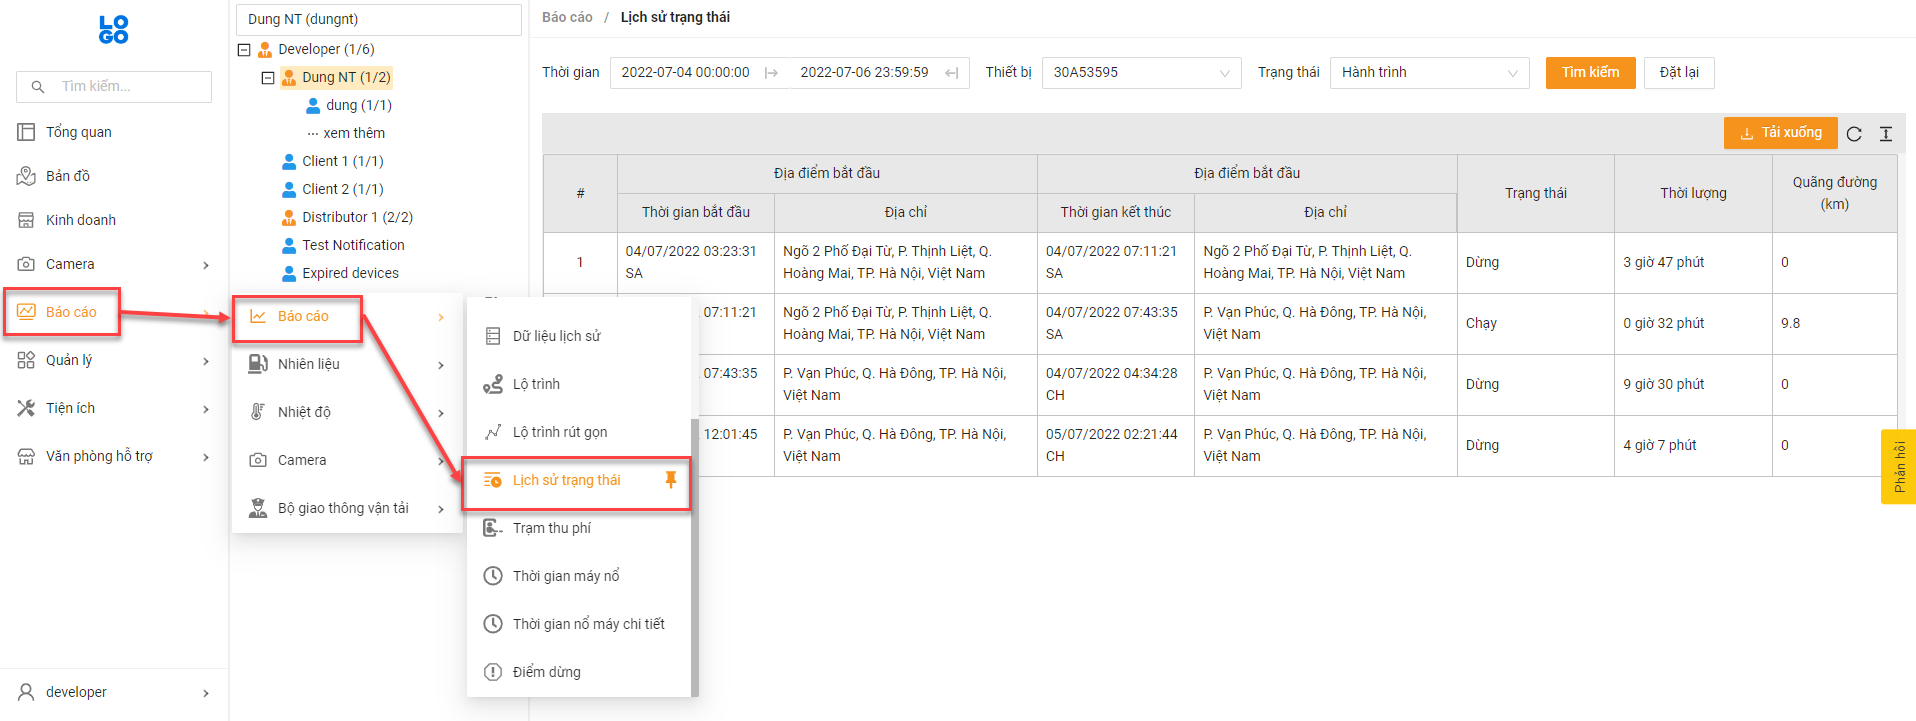 LO
GO
Tìm kiếm...
Tổng quan
Bản đồ
Kinh doanh
Camera
Báo cáo
Quản lý
Tiện ích
Văn phòng hỗ trợ
developer
Dung NT (dungnt)
Developer (1/6)
Dung NT (1/2)
dung (1/1)
··· xem thêm
Client 1 (1/1)
Client 2 (1/1)
Distributor 1 (2/2)
Test Notification
Expired devices
Báo cáo
Nhiên liệu
Nhiệt độ
Camera
Bộ giao thông vận tải
Dữ liệu lịch sử
Lộ trình
Lộ trình rút gọn
Lịch sử trạng thái
Trạm thu phí
Thời gian máy nổ
Thời gian nổ máy chi tiết
Điểm dừng
Báo cáo / Lịch sử trạng thái
Thời gian 2022-07-04 00:00:00 2022-07-06 23:59:59 Thiết bị 30A53595 Trạng thái Hành trình Tìm kiếm Đặt lại
Tải xuống
# Địa điểm bắt đầu Địa điểm bắt đầu Trạng thái Thời lượng Quãng đường
(km)
Thời gian bắt đầu Địa chỉ Thời gian kết thúc Địa chỉ
1 04/07/2022 03:23:31 Ngõ 2 Phố Đại Từ, P. Thịnh Liệt, Q. 04/07/2022 07:11:21 Ngõ 2 Phố Đại Từ, P. Thịnh Liệt, Q. Dừng 3 giờ 47 phút 0
SA Hoàng Mai, TP. Hà Nội, Việt Nam SA Hoàng Mai, TP. Hà Nội, Việt Nam
07:11:21 Ngõ 2 Phố Đại Từ, P. Thịnh Liệt, Q. 04/07/2022 07:43:35 P. Vạn Phúc, Q. Hà Đông, TP. Hà Nội, Chạy 0 giờ 32 phút 9.8
Hoàng Mai, TP. Hà Nội, Việt Nam SA Việt Nam
07:43:35 P. Vạn Phúc, Q. Hà Đông, TP. Hà Nội, 04/07/2022 04:34:28 P. Vạn Phúc, Q. Hà Đông, TP. Hà Nội, Dừng 9 giờ 30 phút 0
Việt Nam CH Việt Nam
12:01:45 P. Vạn Phúc, Q. Hà Đông, TP. Hà Nội, 05/07/2022 02:21:44 P. Vạn Phúc, Q. Hà Đông, TP. Hà Nội, Dừng 4 giờ 7 phút 0
Việt Nam CH Việt Nam
Phản hồi